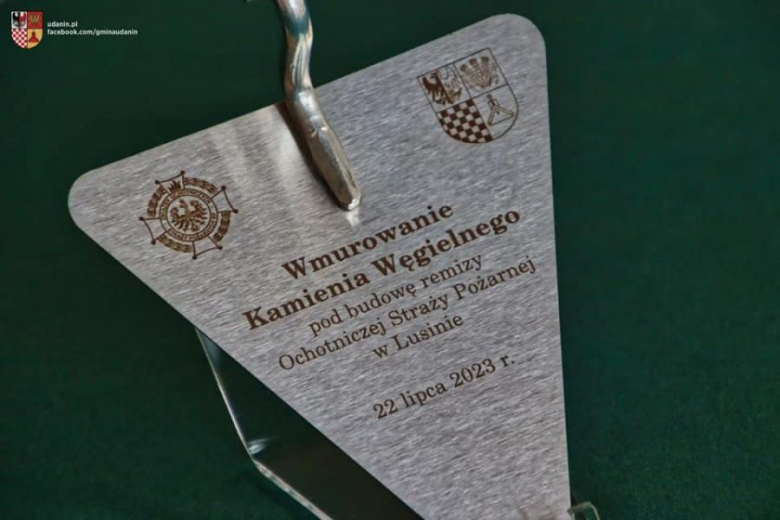 udanin.pl
facebook.com/gminaudanin
Wmurowanie
Kamienia Węgielnego
pod budowę remizy
Ochotniczej Straży Pożarnej
w Lusinie
22 lipca 2023 r.